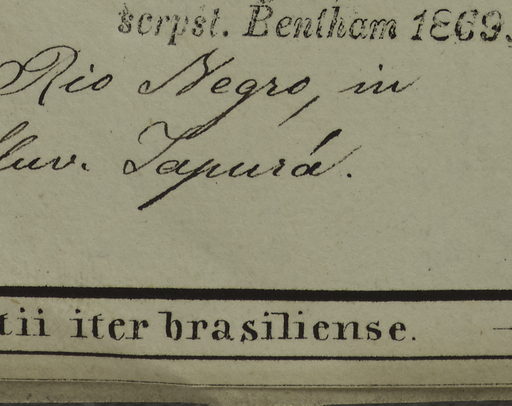 scrpst. Bentham 1869.
Rio Negro, in
fluv. Japurá.
tii iter brasiliense.